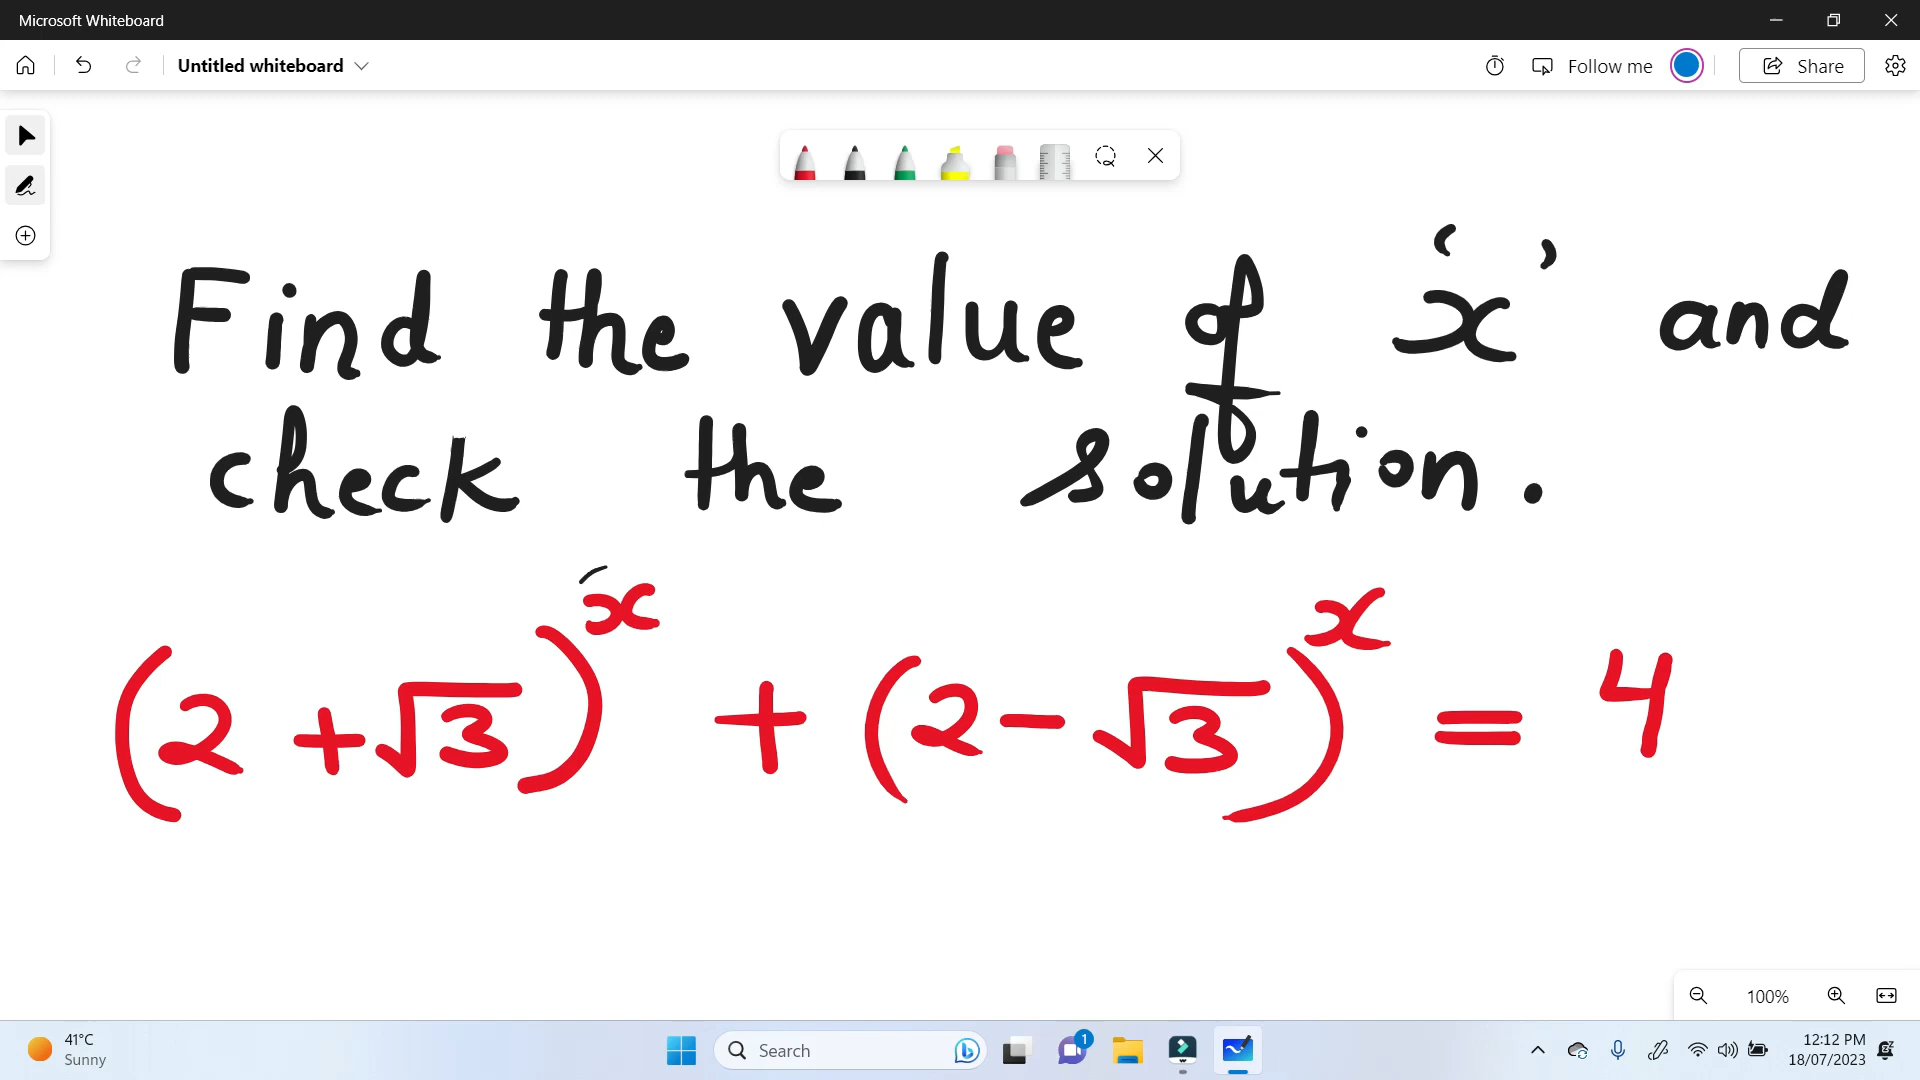 Microsoft Whiteboard
Untitled whiteboard
Follow me
Share
Find the value of ‘x’ and
check the solution.
(2 + √3)^x + (2 - √3)^x = 4
100%
41°C
Sunny
Search
1
12:12 PM
18/07/2023